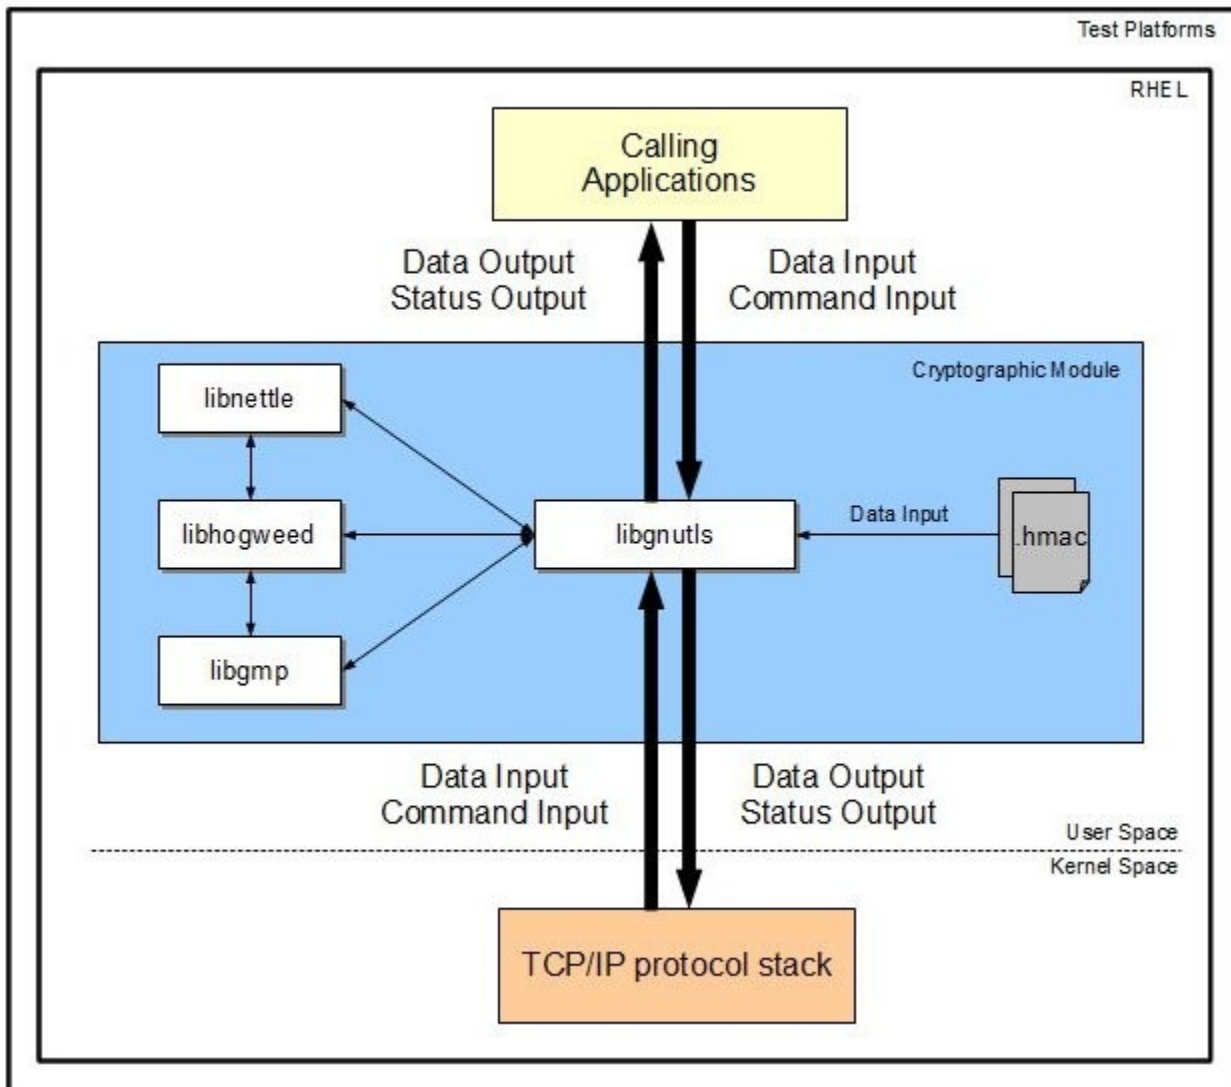 Test Platforms
RHEL
Calling
Applications
Data Output
Status Output
Data Input
Command Input
Cryptographic Module
libnettle
libhogweed
libgnutls
Data Input
.hmac
libgmp
Data Input
Command Input
Data Output
Status Output
User Space
Kernel Space
TCP/IP protocol stack